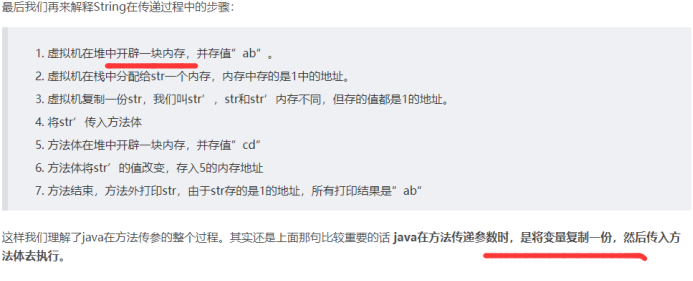 最后我们再来解释String在传递过程中的步骤：
1. 虚拟机在堆中开辟一块内存，并存值”ab”。
2. 虚拟机在栈中分配给str一个内存，内存中存的是1中的地址。
3. 虚拟机复制一份str，我们叫str’，str和str’内存不同，但存的值都是1的地址。
4. 将str’传入方法体
5. 方法体在堆中开辟一块内存，并存值”cd”
6. 方法体将str’的值改变，存入5的内存地址
7. 方法结束，方法外打印str，由于str存的是1的地址，所有打印结果是”ab”
这样我们理解了java在方法传参的整个过程。其实还是上面那句比较重要的话 java在方法传递参数时，是将变量复制一份，然后传入方
法体去执行。